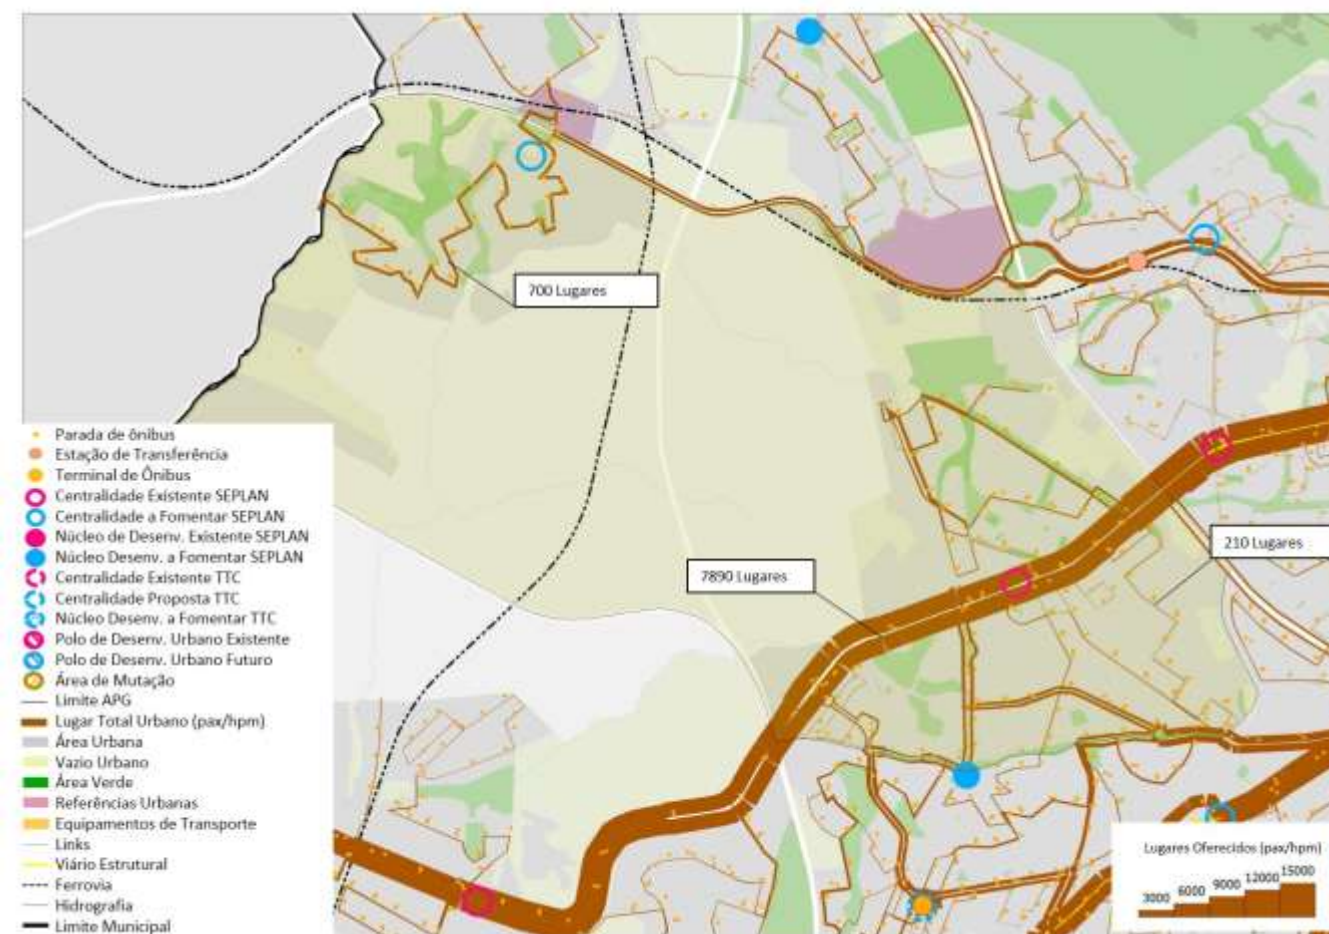 700 Lugares
210 Lugares
7890 Lugares
Parada de ônibus
Estação de Transferência
Terminal de Ônibus
Centralidade Existente SEPLAN
Centralidade a Fomentar SEPLAN
Núcleo de Desenv. Existente SEPLAN
Núcleo Desenv. a Fomentar SEPLAN
Centralidade Existente TTC
Centralidade Proposta TTC
Núcleo Desenv. a Fomentar TTC
Polo de Desenv. Urbano Existente
Polo de Desenv. Urbano Futuro
Área de Mutação
Limite APG
Lugar Total Urbano (pax/hpm)
Área Urbana
Vazio Urbano
Área Verde
Referências Urbanas
Equipamentos de Transporte
Links
Viário Estrutural
Ferrovia
Hidrografia
Limite Municipal
Lugares Oferecidos (pax/hpm)
3000 6000 9000 12000 15000